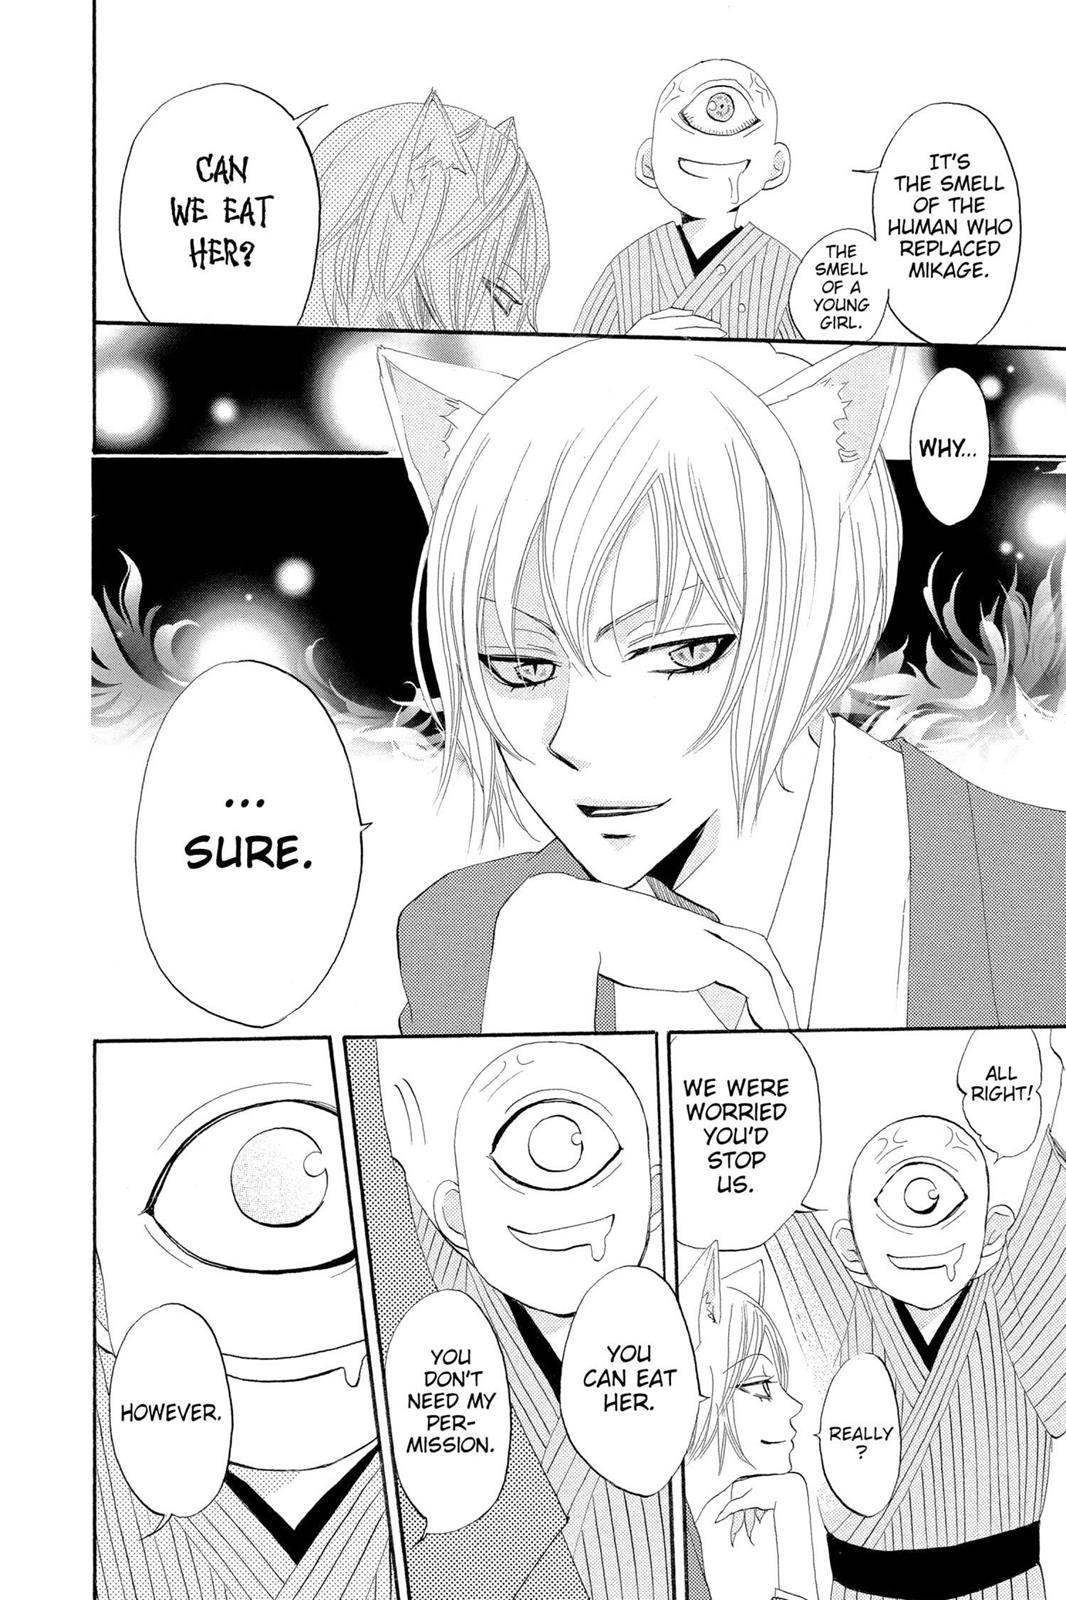 IT'S
THE SMELL
OF THE
HUMAN WHO
REPLACED
MIKAGE.
THE
SMELL
OF A
YOUNG
GIRL.
CAN
WE EAT
HER?
WHY...
...
SURE.
ALL
RIGHT!
REALLY
?
WE WERE
WORRIED
YOU'D
STOP
US.
YOU
CAN EAT
HER.
YOU
DON'T
NEED MY
PER-
MISSION.
HOWEVER.